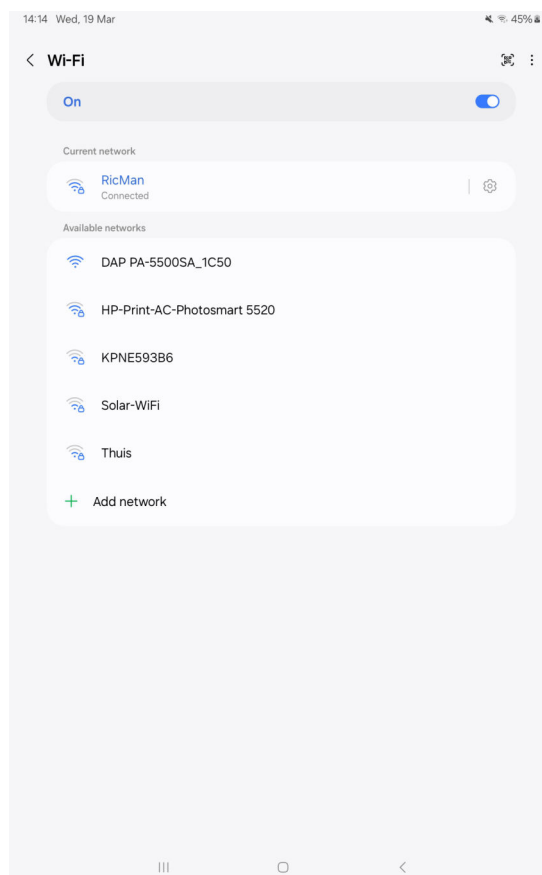 14:14 Wed, 19 Mar 45%
Wi-Fi
On
Current network
RicMan
Connected
Available networks
DAP PA-5500SA_1C50
HP-Print-AC-Photosmart 5520
KPNE593B6
Solar-WiFi
Thuis
Add network